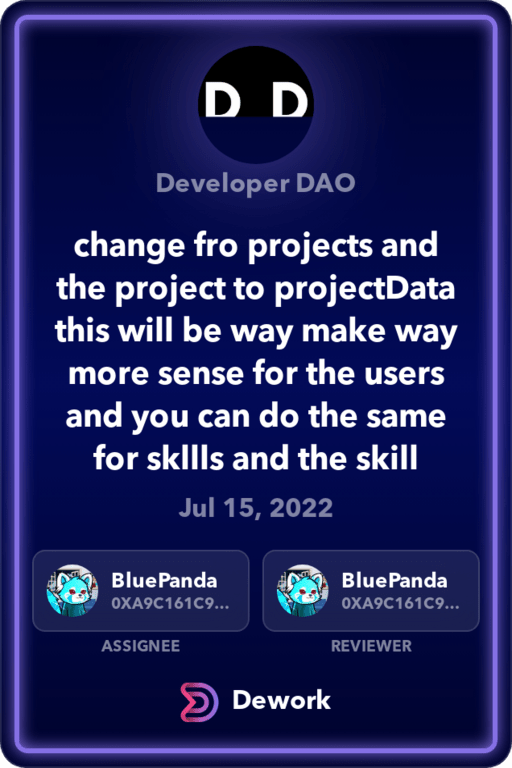 D D
Developer DAO
change fro projects and
the project to projectData
this will be way make way
more sense for the users
and you can do the same
for skllls and the skill
Jul 15, 2022
BluePanda
0XA9C161C9...
ASSIGNEE
BluePanda
0XA9C161C9...
REVIEWER
Dework